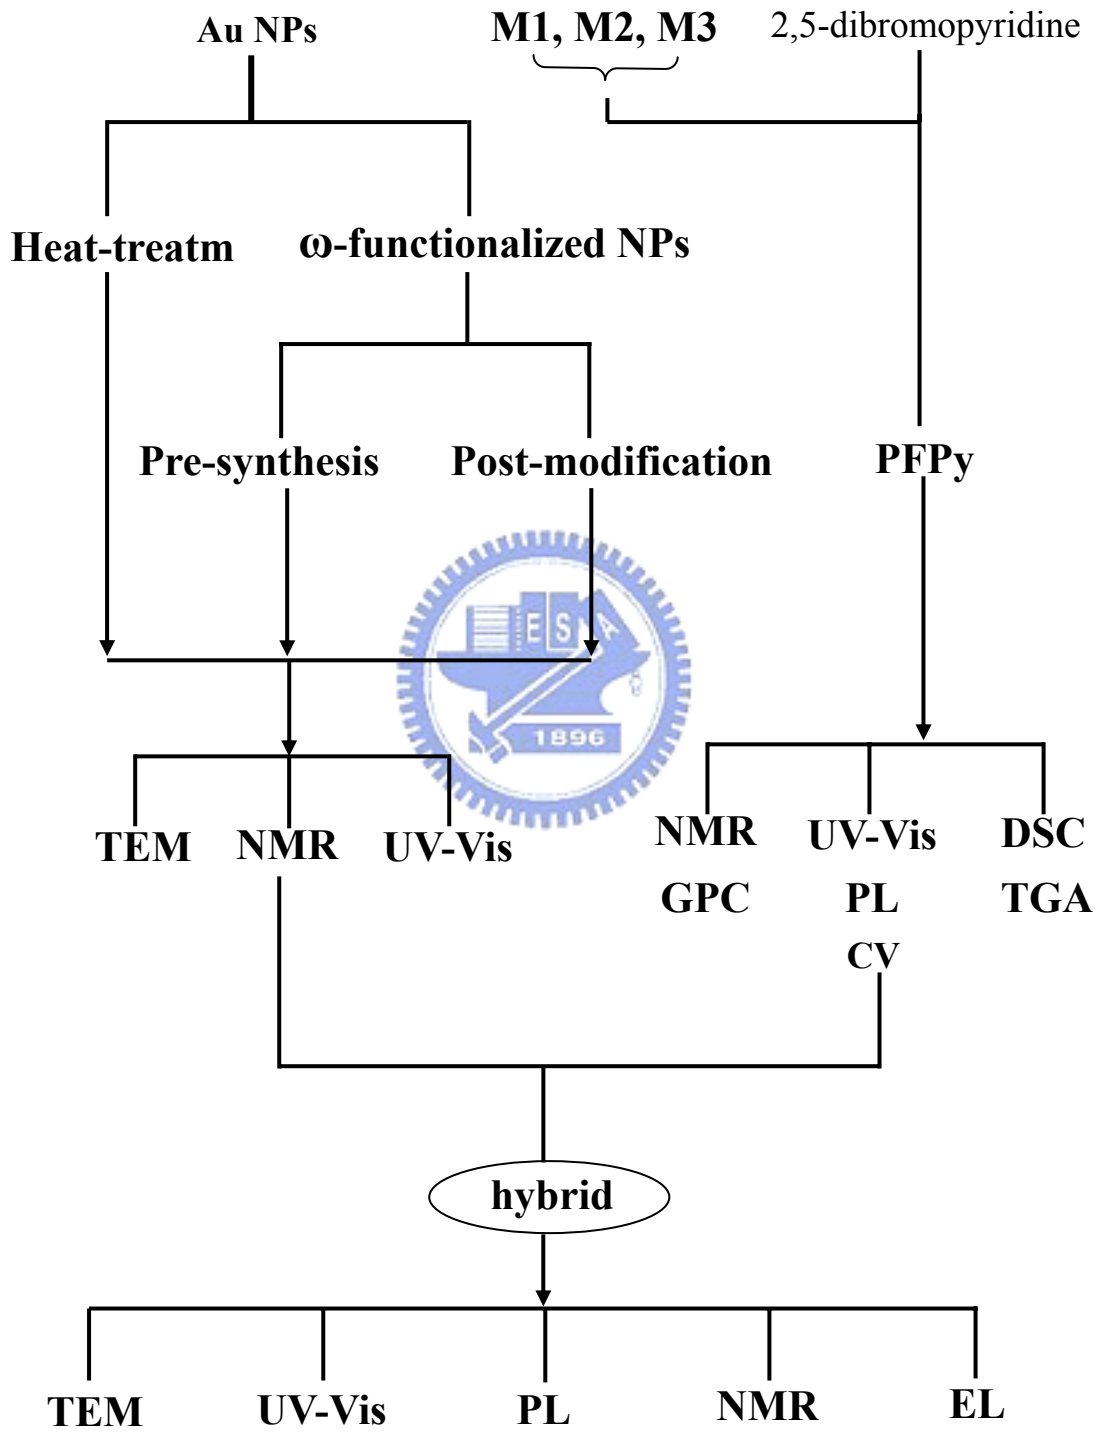 Au NPs
M1, M2, M3
2,5-dibromopyridine
Heat-treatm
ω-functionalized NPs
Pre-synthesis
Post-modification
PFPy
E S A
1896
TEM
NMR
UV-Vis
NMR
UV-Vis
DSC
GPC
PL
TGA
CV
hybrid
TEM
UV-Vis
PL
NMR
EL